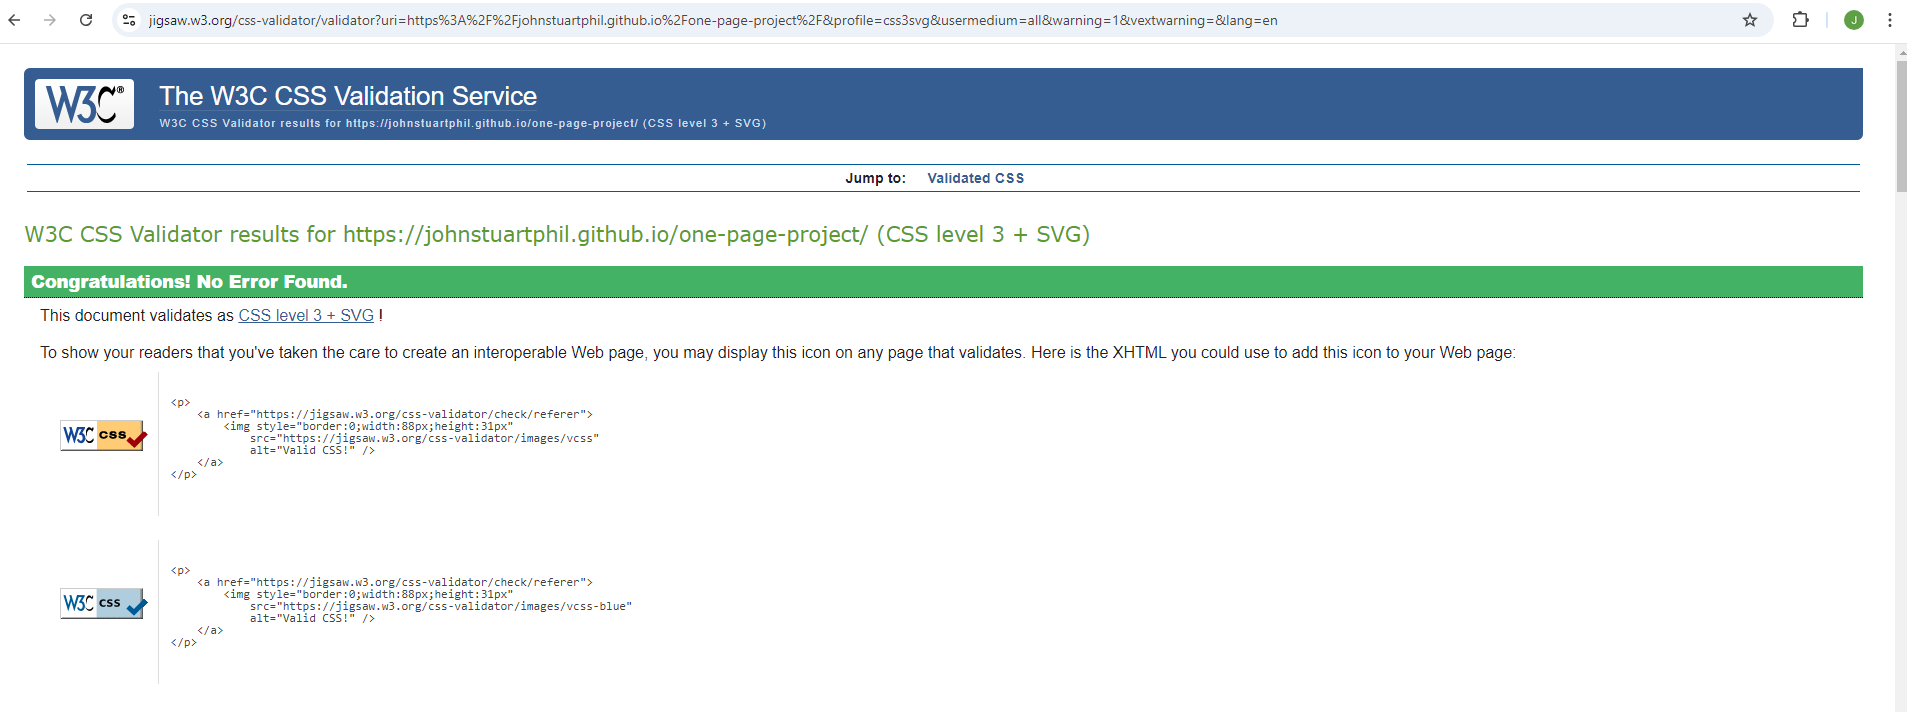 jigsaw.w3.org/css-validator/validator?uri=https%3A%2F%2Fjohnstuartphil.github.io%2Fone-page-project%2F&profile=css3svg&usermedium=all&warning=1&vextwarning=&lang=en
J
W3C®
The W3C CSS Validation Service
W3C CSS Validator results for https://johnstuartphil.github.io/one-page-project/ (CSS level 3 + SVG)
Jump to: Validated CSS
W3C CSS Validator results for https://johnstuartphil.github.io/one-page-project/ (CSS level 3 + SVG)
Congratulations! No Error Found.
This document validates as CSS level 3 + SVG !
To show your readers that you've taken the care to create an interoperable Web page, you may display this icon on any page that validates. Here is the XHTML you could use to add this icon to your Web page:
W3C css
<p>
    <a href="https://jigsaw.w3.org/css-validator/check/referer">
        <img style="border:0;width:88px;height:31px"
            src="https://jigsaw.w3.org/css-validator/images/vcss"
            alt="Valid CSS!" />
    </a>
</p>
W3C css
<p>
    <a href="https://jigsaw.w3.org/css-validator/check/referer">
        <img style="border:0;width:88px;height:31px"
            src="https://jigsaw.w3.org/css-validator/images/vcss-blue"
            alt="Valid CSS!" />
    </a>
</p>